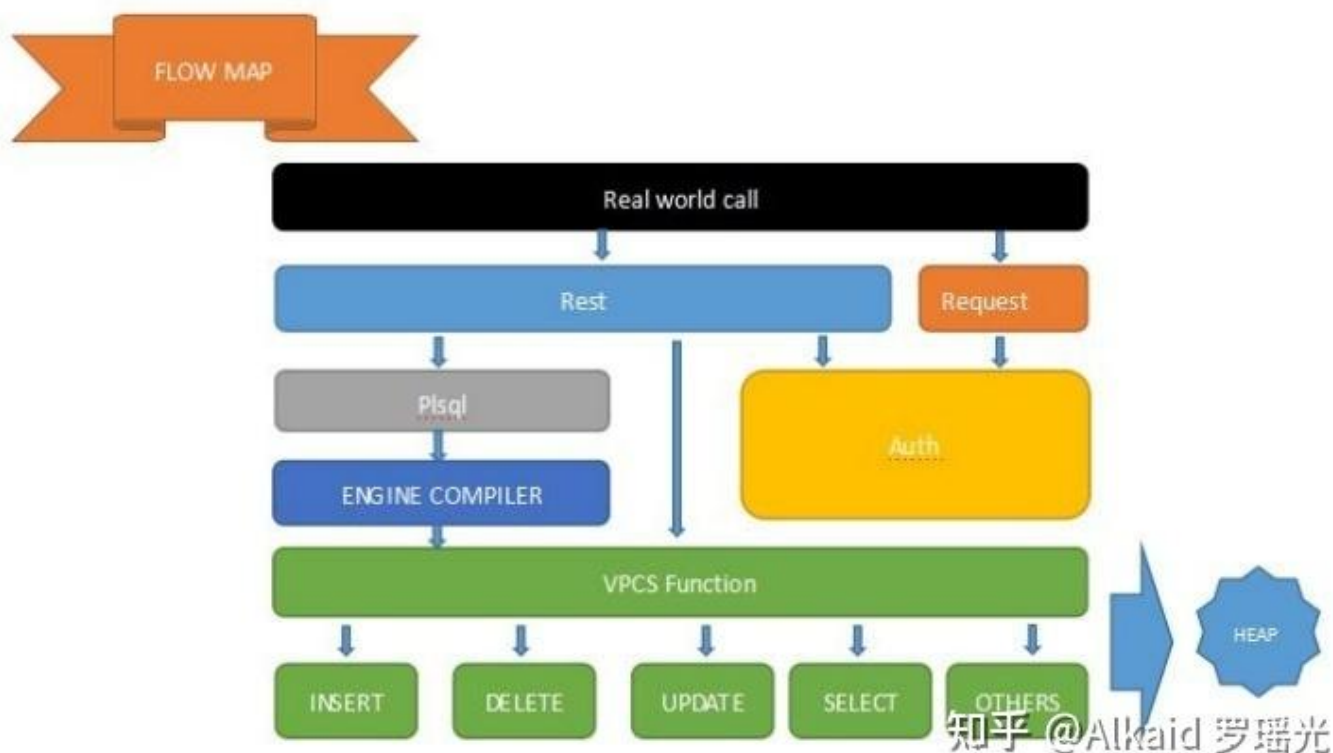 FLOW MAP
Real world call
Rest
Request
Plsql
Auth
ENGINE COMPILER
VPCS Function
HEAP
INSERT
DELETE
UPDATE
SELECT
OTHERS
知乎 @Alkaid 罗瑶光